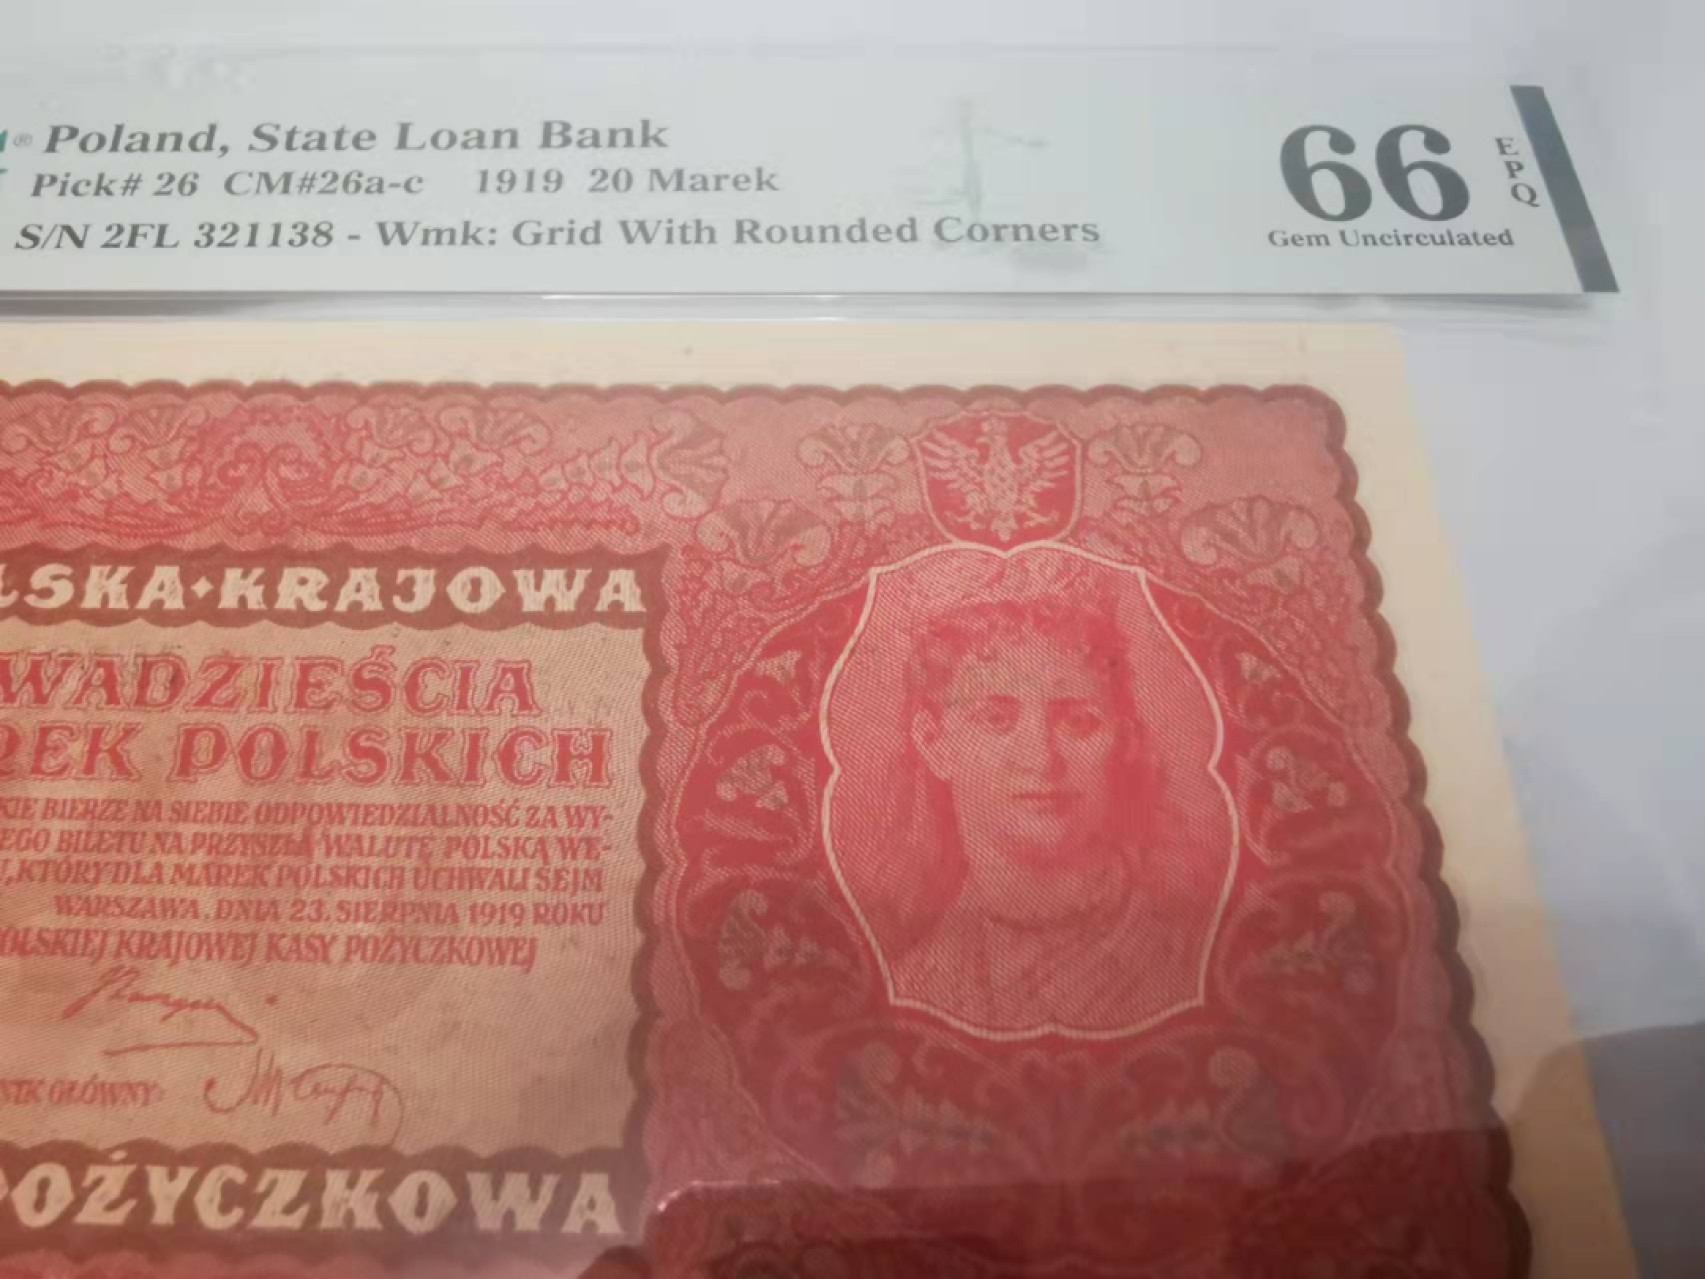 ® Poland, State Loan Bank
Pick# 26 CM#26a-c 1919 20 Marek
S/N 2FL 321138 - Wmk: Grid With Rounded Corners
66
EPQ
Gem Uncirculated
LSKA·KRAJOWA
WADZIEŚCIA
REK POLSKICH
KIE BIERZE NA SIEBIE ODPOWIEDZIALNOŚĆ ZA WY-
EGO BILETU NA PRZYSZŁĄ WALUTĘ POLSKĄ WE-
U, KTÓRY DLA MAREK POLSKICH UCHWALI SEJM
WARSZAWA, DNIA 23. SIERPNIA 1919 ROKU
OLSKIEJ KRAJOWEJ KASY POŻYCZKOWEJ
NIK GŁÓWNY:
POŻYCZKOWA